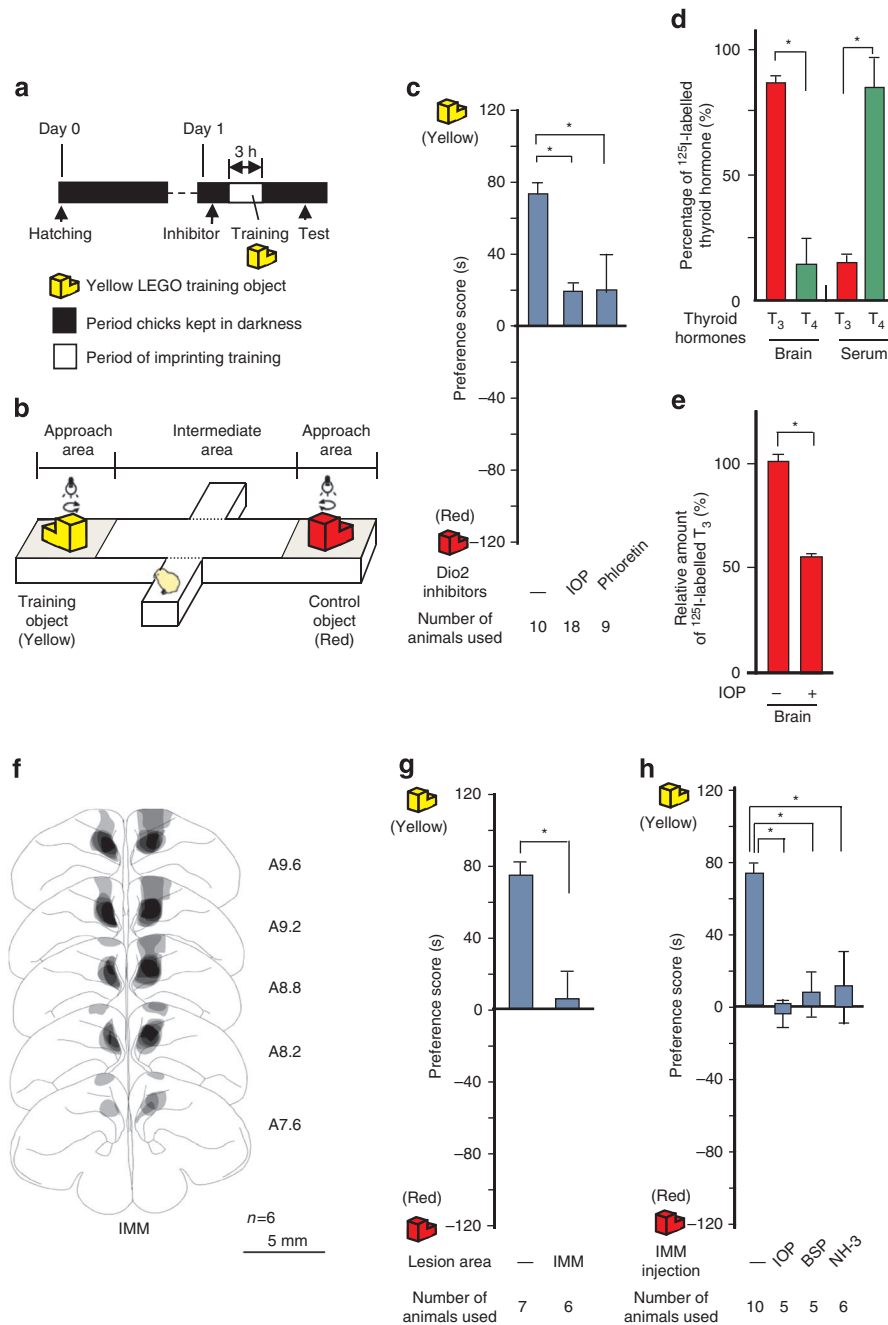 a
Day 0
Day 1
3 h
Hatching
Inhibitor
Training
Test
Yellow LEGO training object
Period chicks kept in darkness
Period of imprinting training
b
Approach area
Intermediate area
Approach area
Training object (Yellow)
Control object (Red)
c
(Yellow)
120
80
40
0
−40
−80
−120
Preference score (s)
*
*
(Red)
Dio2 inhibitors
—
IOP
Phloretin
Number of animals used
10
18
9
d
Percentage of ¹²⁵I-labelled thyroid hormone (%)
100
50
0
*
*
Thyroid hormones
T₃
T₄
T₃
T₄
Brain
Serum
e
Relative amount of ¹²⁵I-labelled T₃ (%)
100
50
0
*
IOP
−
+
Brain
f
A9.6
A9.2
A8.8
A8.2
A7.6
IMM
n=6
5 mm
g
(Yellow)
120
80
40
0
−40
−80
−120
Preference score (s)
*
(Red)
Lesion area
—
IMM
Number of animals used
7
6
h
(Yellow)
120
80
40
0
−40
−80
−120
Preference score (s)
*
*
*
(Red)
IMM injection
—
IOP
BSP
NH-3
Number of animals used
10
5
5
6